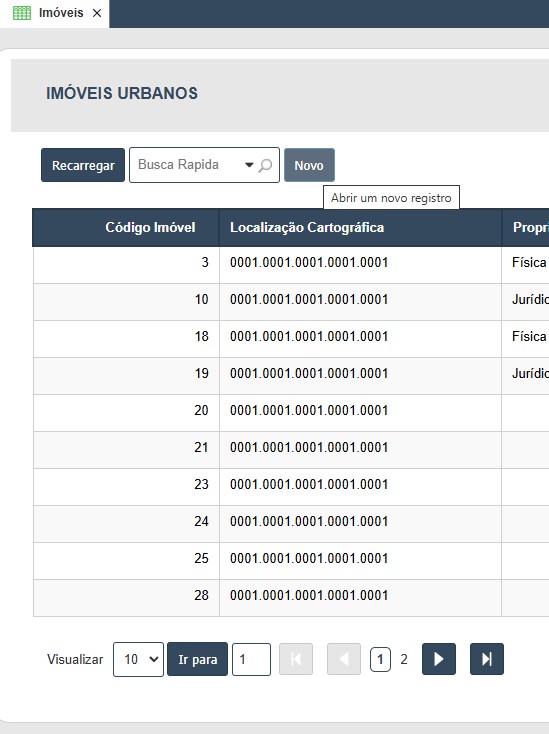 Imóveis
IMÓVEIS URBANOS
Recarregar Busca Rapida Novo
Abrir um novo registro
Código Imóvel Localização Cartográfica Propri
3 0001.0001.0001.0001.0001 Física
10 0001.0001.0001.0001.0001 Jurídic
18 0001.0001.0001.0001.0001 Física
19 0001.0001.0001.0001.0001 Jurídic
20 0001.0001.0001.0001.0001
21 0001.0001.0001.0001.0001
23 0001.0001.0001.0001.0001
24 0001.0001.0001.0001.0001
25 0001.0001.0001.0001.0001
28 0001.0001.0001.0001.0001
Visualizar 10 Ir para 1 1 2